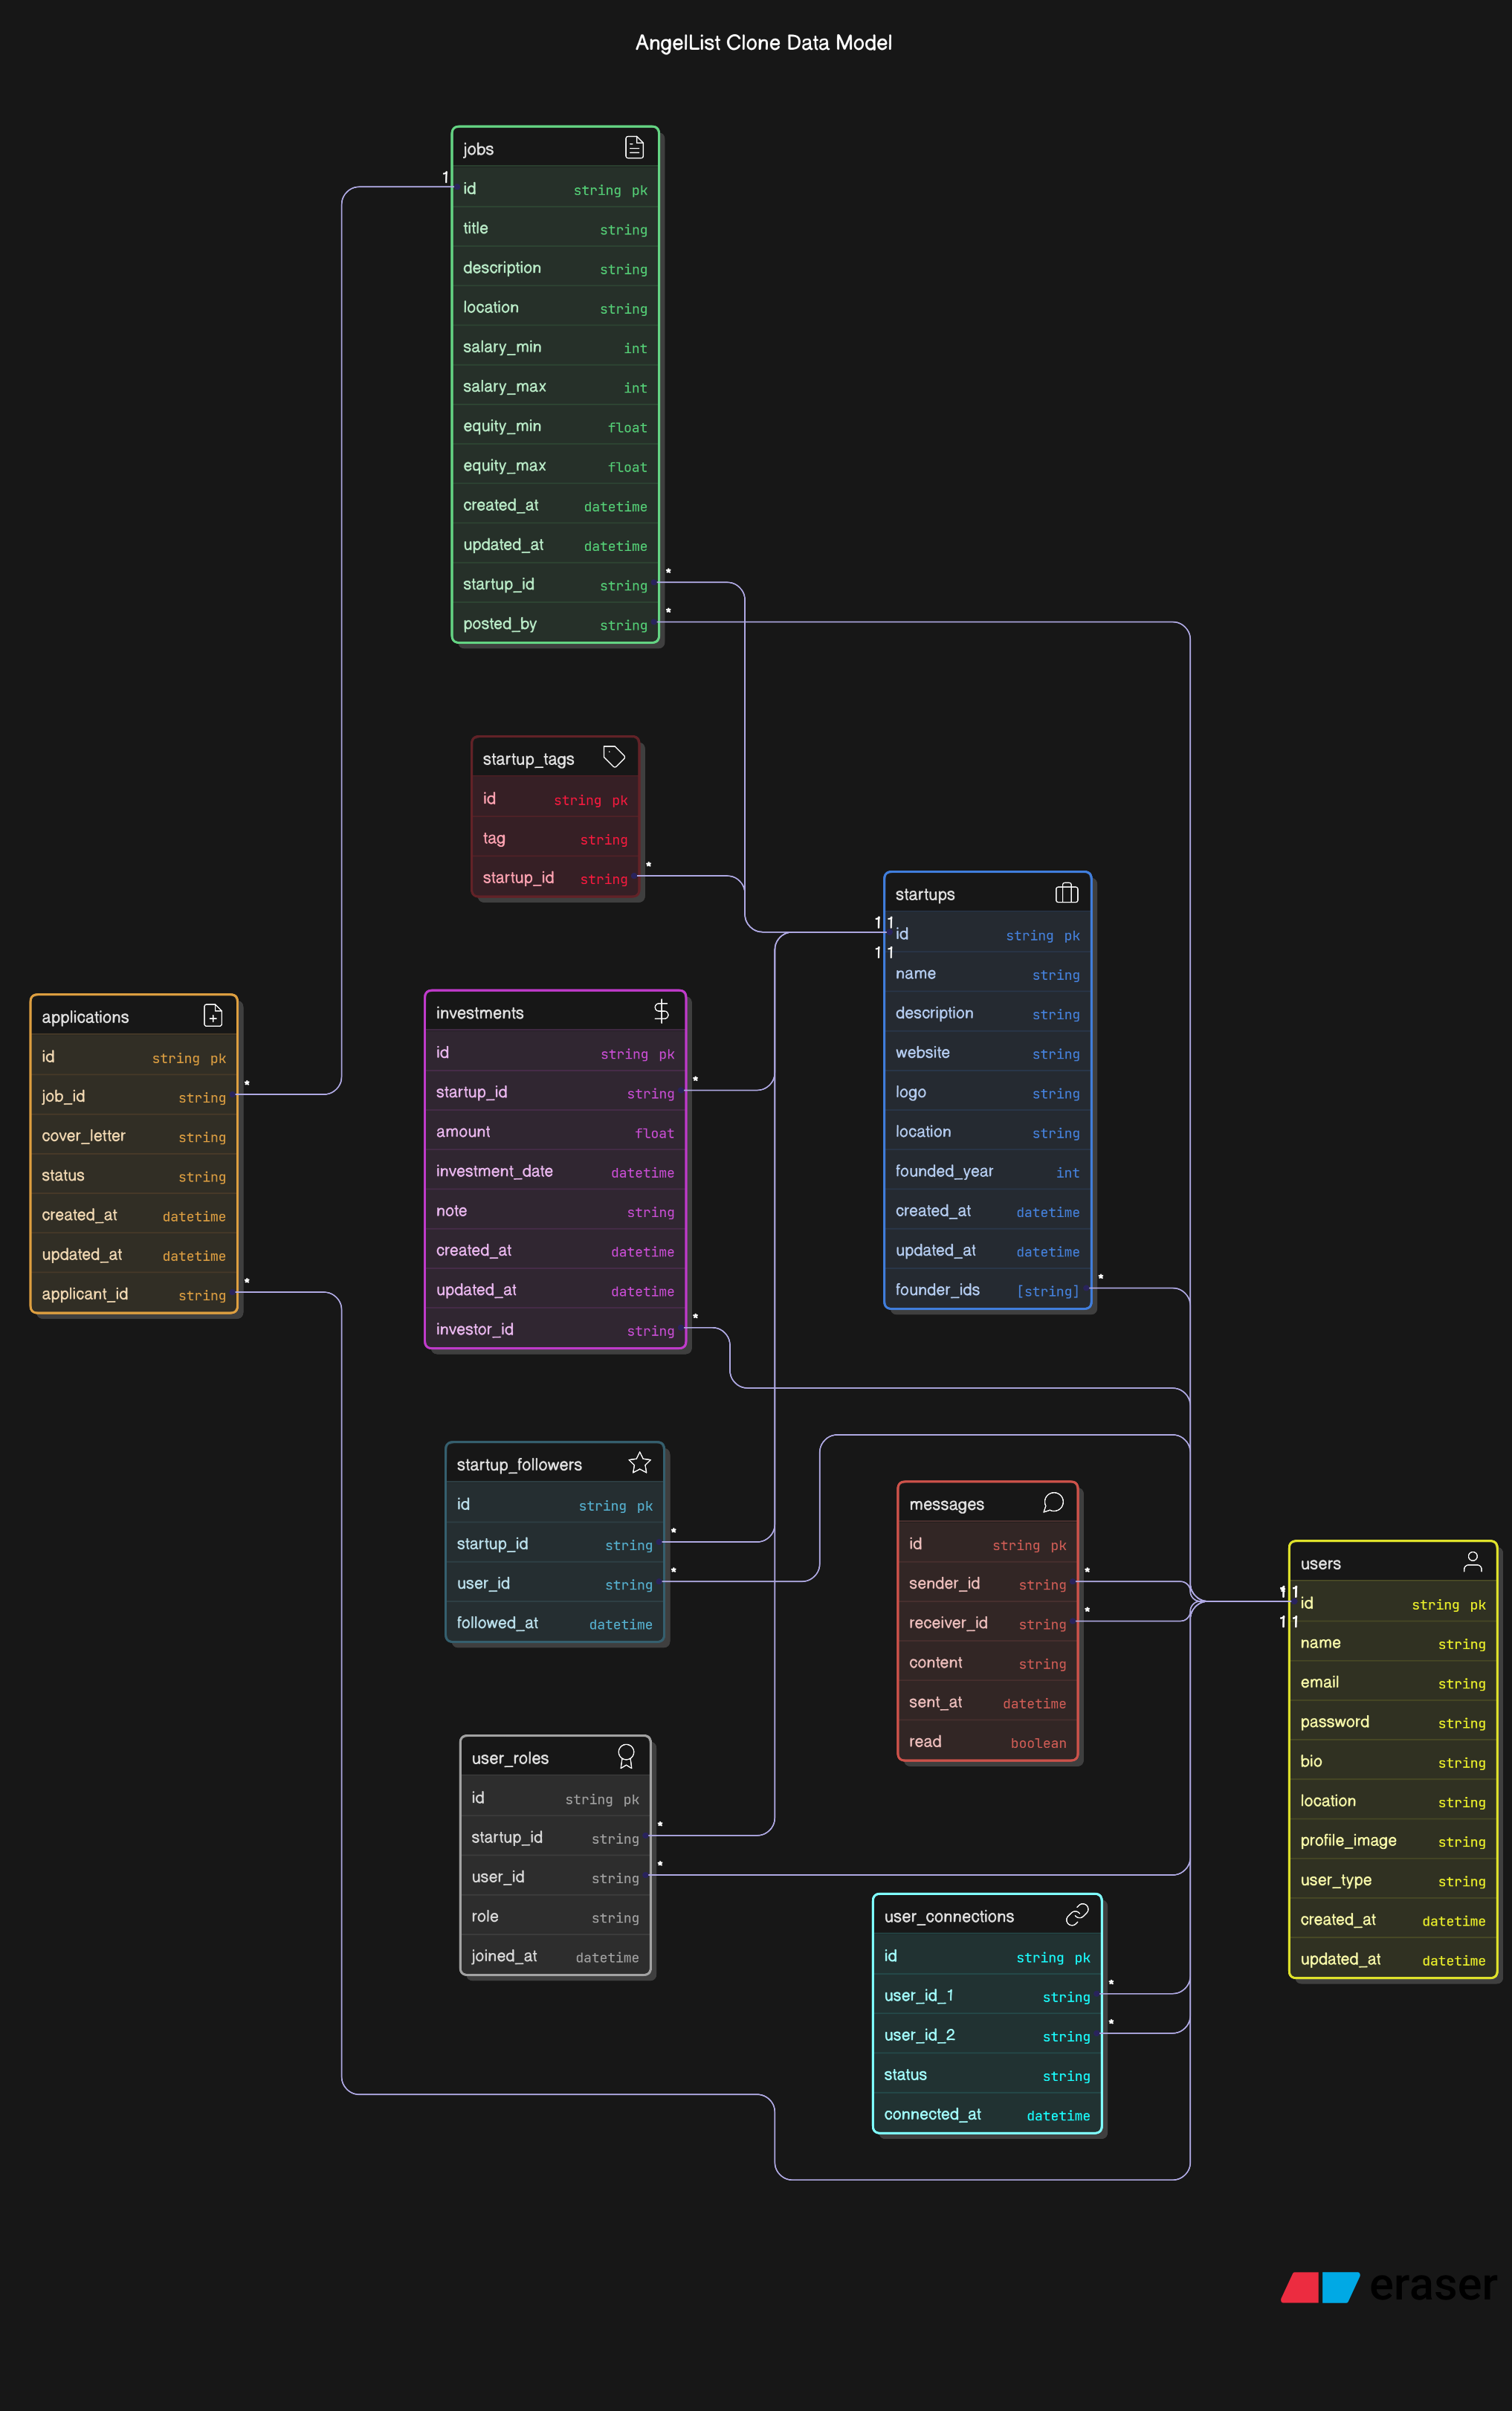 AngelList Clone Data Model
jobs
1
id string pk
title string
description string
location string
salary_min int
salary_max int
equity_min float
equity_max float
created_at datetime
updated_at datetime
*
startup_id string
*
posted_by string
startup_tags
id string pk
tag string
*
startup_id string
startups
1 1
id string pk
1 1
name string
description string
website string
logo string
location string
founded_year int
created_at datetime
updated_at datetime
*
founder_ids [string]
applications
id string pk
*
job_id string
cover_letter string
status string
created_at datetime
updated_at datetime
*
applicant_id string
investments
id string pk
*
startup_id string
amount float
investment_date datetime
note string
created_at datetime
updated_at datetime
*
investor_id string
startup_followers
id string pk
*
startup_id string
*
user_id string
followed_at datetime
messages
id string pk
*
sender_id string
*
receiver_id string
content string
sent_at datetime
read boolean
users
1
id string pk
1 1
name string
email string
password string
bio string
location string
profile_image string
user_type string
created_at datetime
updated_at datetime
user_roles
id string pk
*
startup_id string
*
user_id string
role string
joined_at datetime
user_connections
id string pk
*
user_id_1 string
*
user_id_2 string
status string
connected_at datetime
eraser